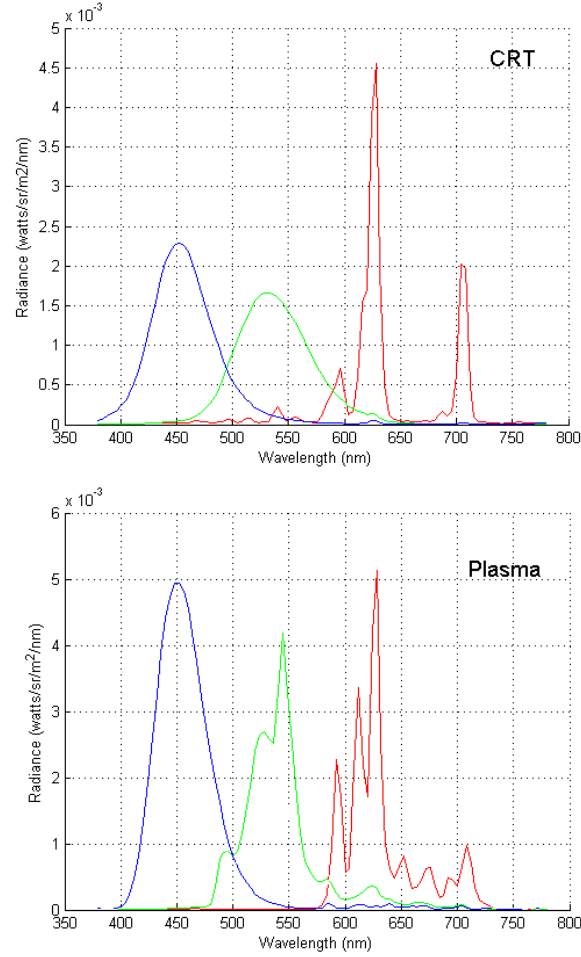 x 10^-3
5
4.5
4
3.5
3
2.5
2
1.5
1
0.5
0
CRT
Radiance (watts/sr/m2/nm)
350 400 450 500 550 600 650 700 750 800
Wavelength (nm)
x 10^-3
6
5
4
3
2
1
0
Plasma
Radiance (watts/sr/m²/nm)
350 400 450 500 550 600 650 700 750 800
Wavelength (nm)